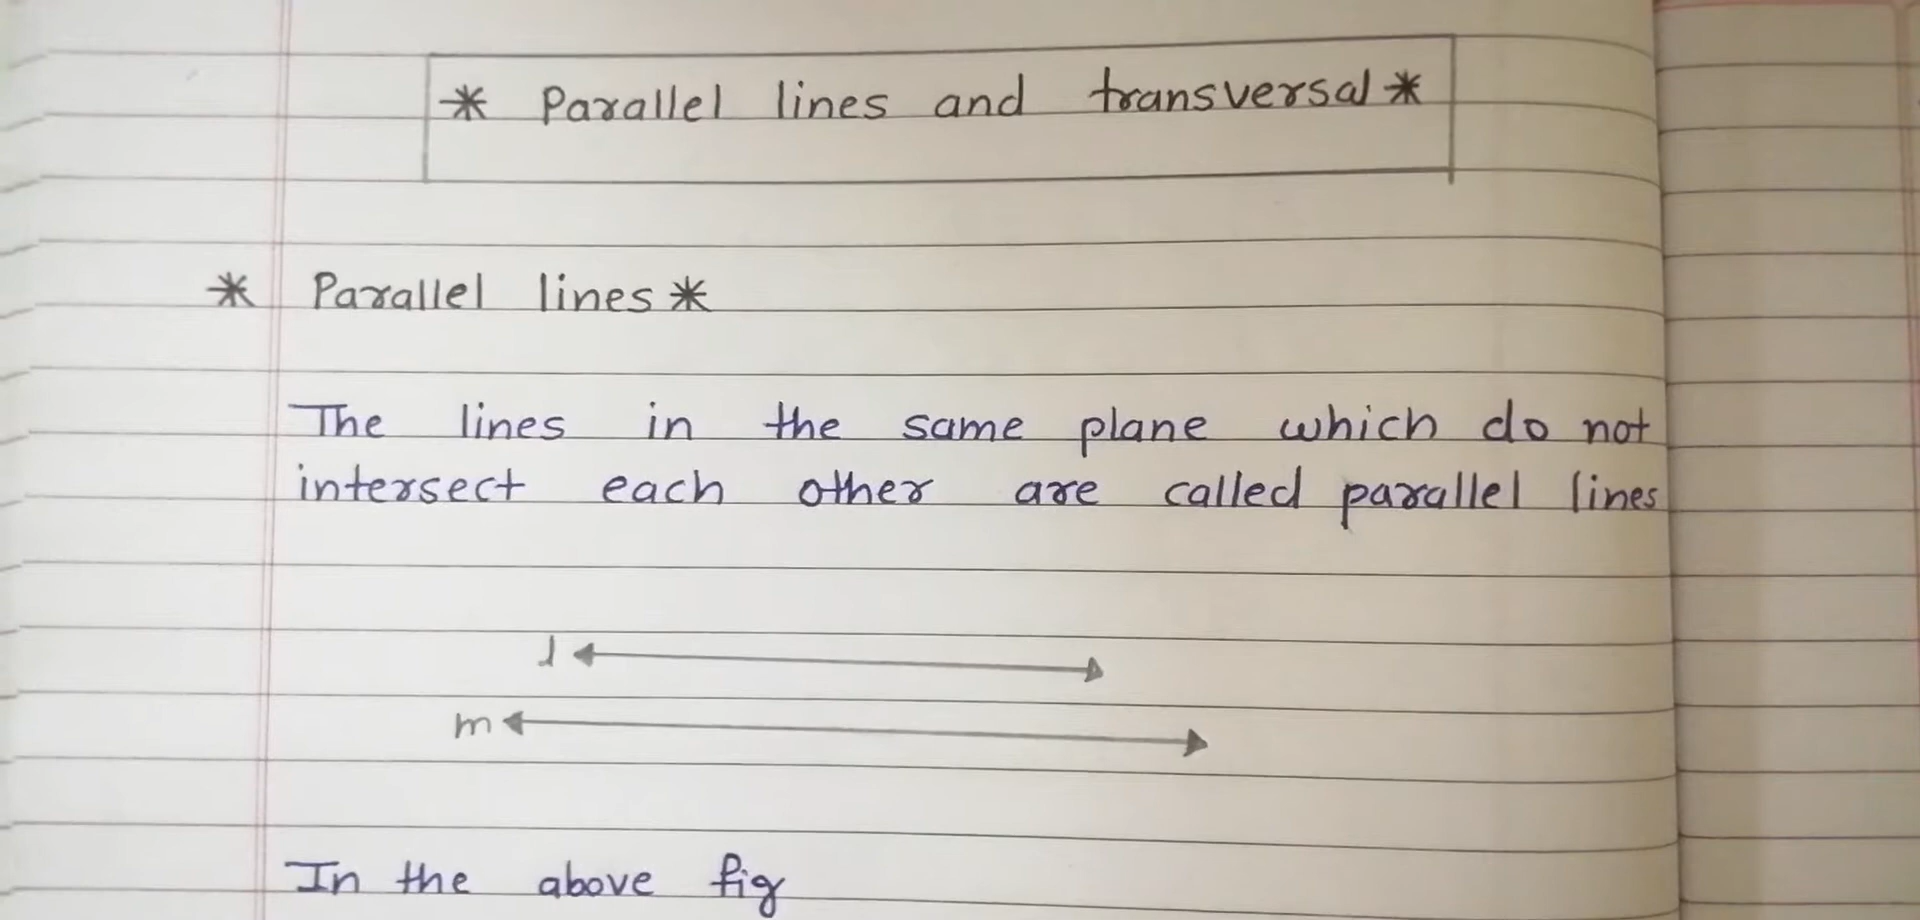 * Parallel lines and transversal *
* Parallel lines *
The lines in the same plane which do not
intersect each other are called parallel lines
l
m
In the above fig